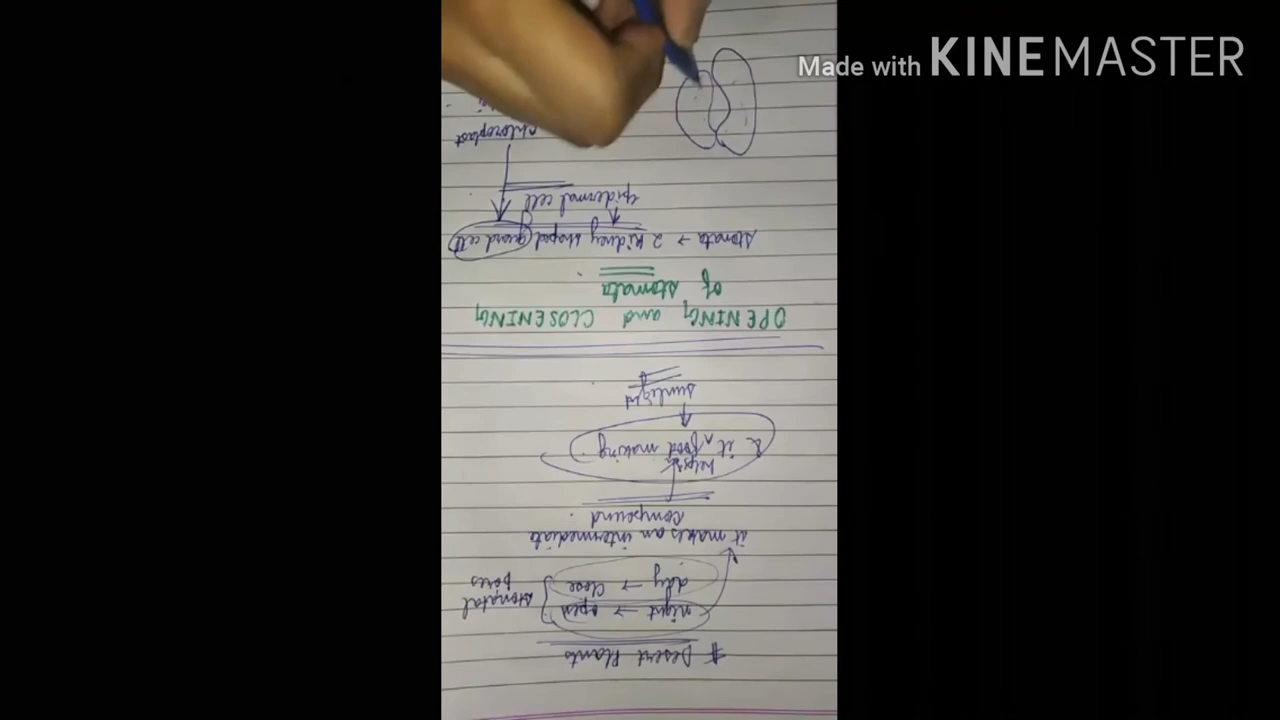 Made with KINEMASTER
# Desert Plants
night → open
day → close
stomatal
pores
it makes an intermediate
compound
helps
& it food making
sunlight
OPENING and CLOSENING
of stomata
stomata → 2 kidney shaped guard cell
epidermal cell
chloroplast